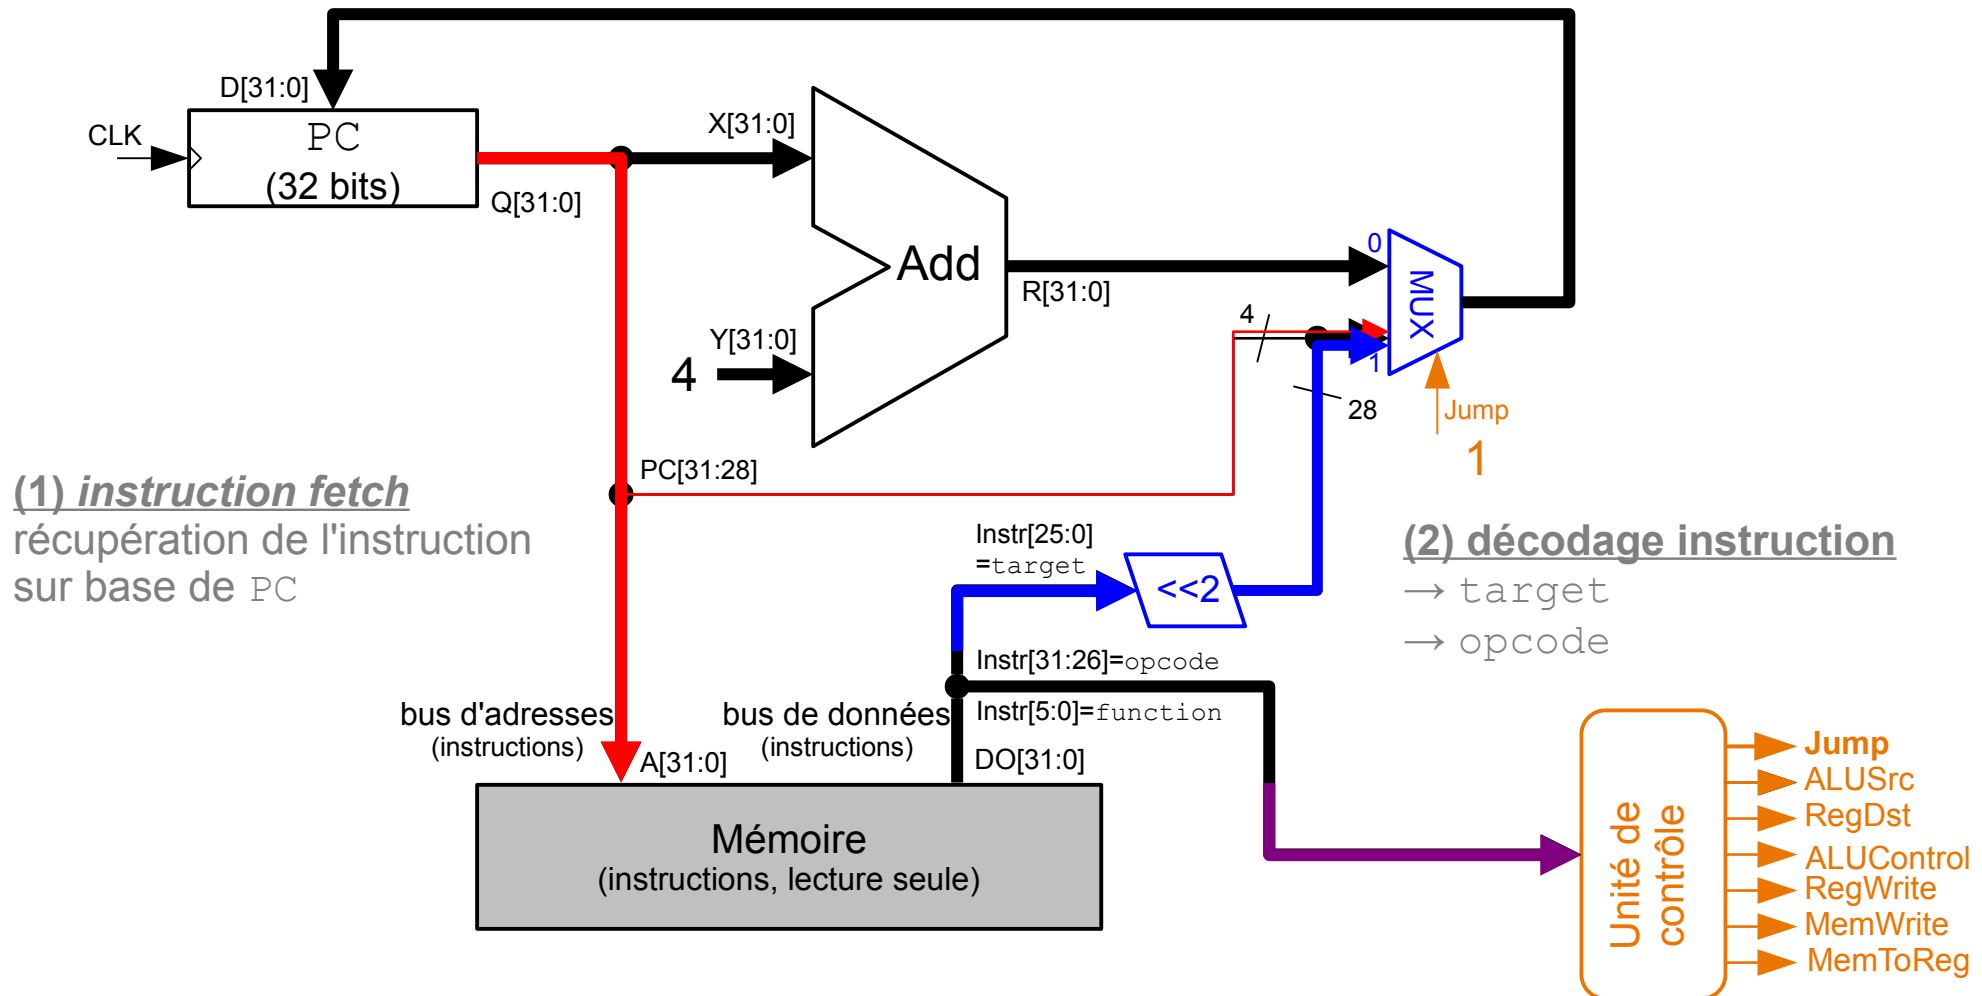 D[31:0]
CLK
PC
(32 bits)
Q[31:0]
X[31:0]
Add
Y[31:0]
4
R[31:0]
0
MUX
1
4
28
Jump
1
PC[31:28]
(1) instruction fetch
récupération de l'instruction
sur base de PC
Instr[25:0]
=target
<<2
(2) décodage instruction
→ target
→ opcode
Instr[31:26]=opcode
Instr[5:0]=function
bus d'adresses
(instructions)
bus de données
(instructions)
A[31:0]
DO[31:0]
Mémoire
(instructions, lecture seule)
Unité de
contrôle
Jump
ALUSrc
RegDst
ALUControl
RegWrite
MemWrite
MemToReg